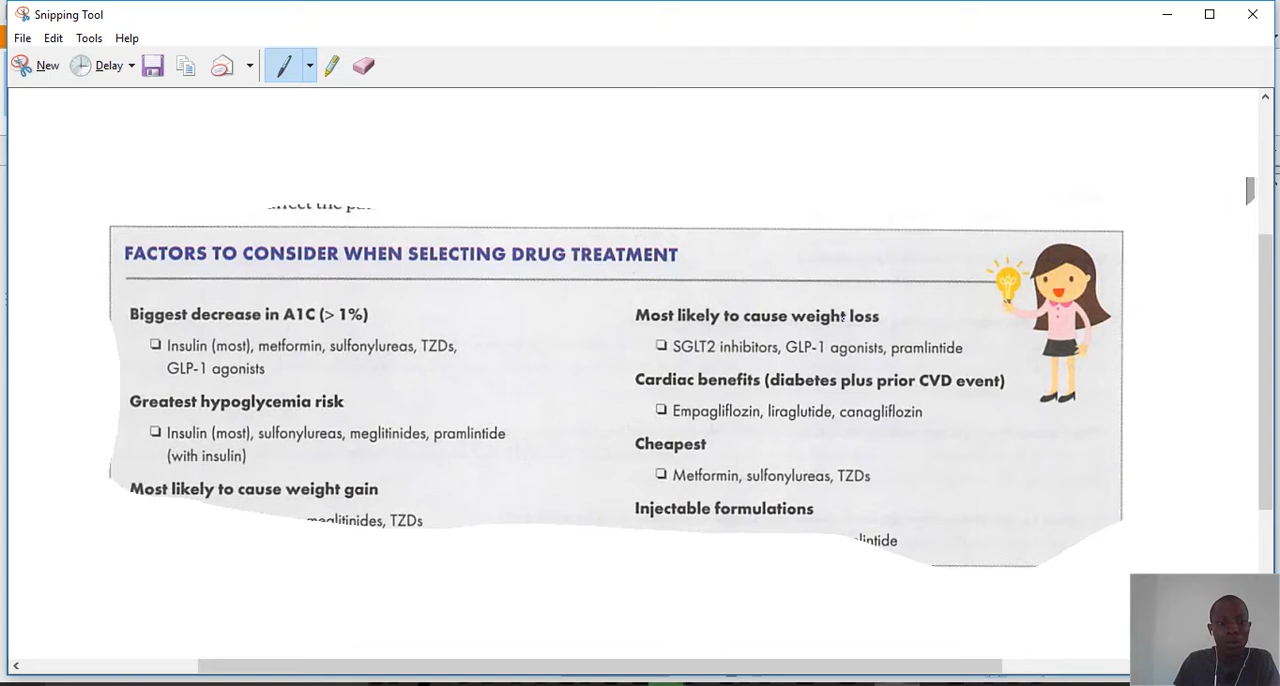 Snipping Tool
File Edit Tools Help
New Delay
FACTORS TO CONSIDER WHEN SELECTING DRUG TREATMENT
Biggest decrease in A1C (> 1%)
Insulin (most), metformin, sulfonylureas, TZDs,
GLP-1 agonists
Greatest hypoglycemia risk
Insulin (most), sulfonylureas, meglitinides, pramlintide
(with insulin)
Most likely to cause weight gain
meglitinides, TZDs
Most likely to cause weight loss
SGLT2 inhibitors, GLP-1 agonists, pramlintide
Cardiac benefits (diabetes plus prior CVD event)
Empagliflozin, liraglutide, canagliflozin
Cheapest
Metformin, sulfonylureas, TZDs
Injectable formulations